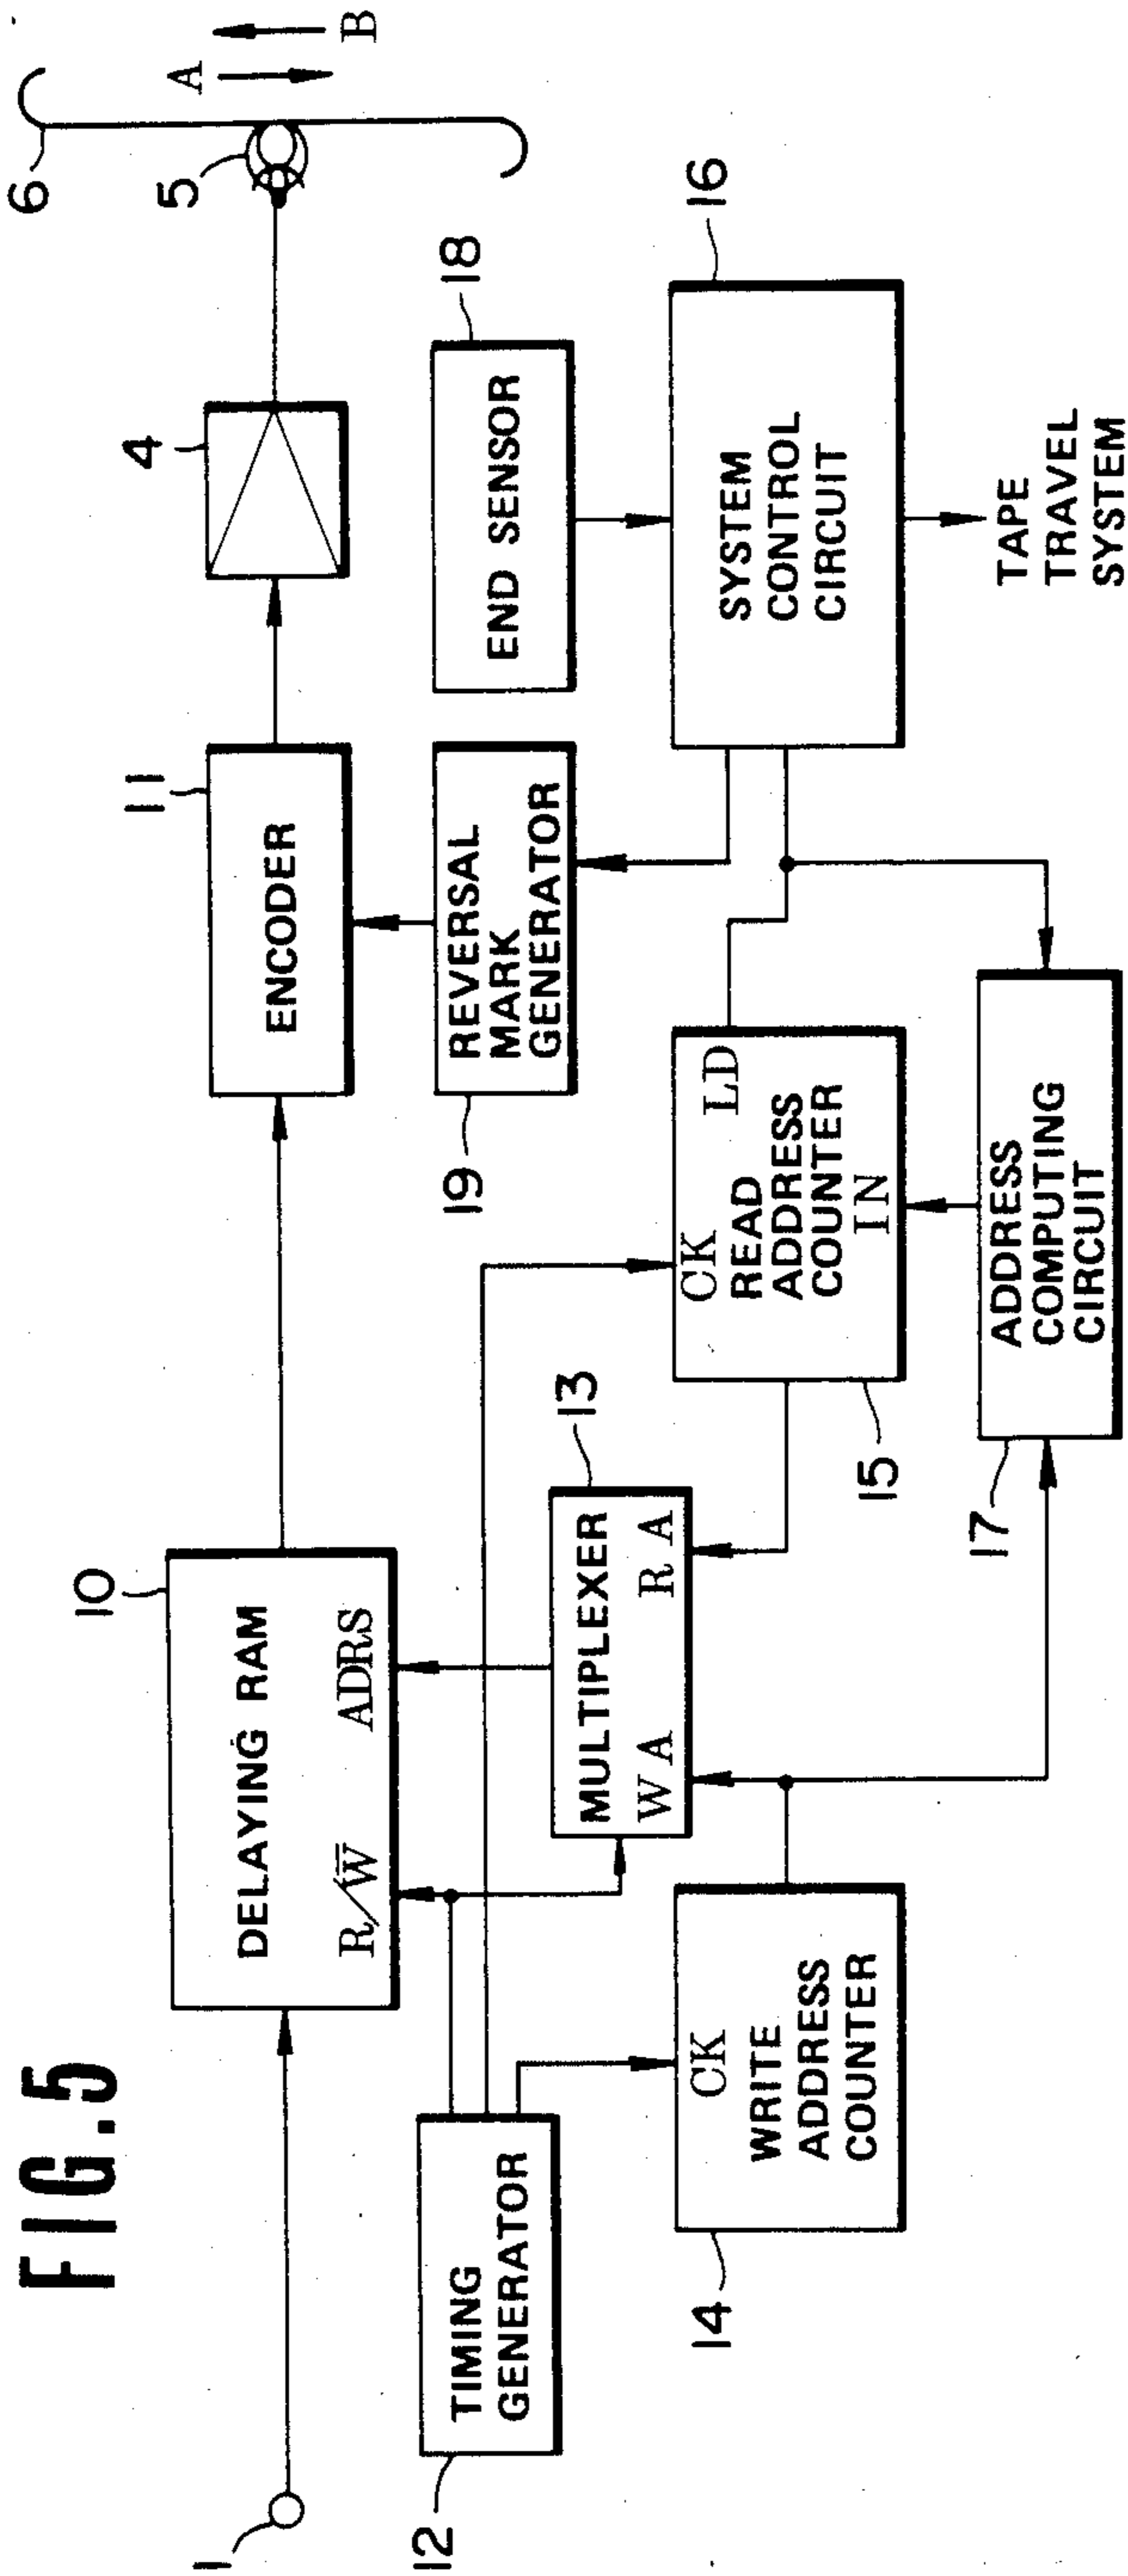 FIG.5
1
10
DELAYING RAM
R/W̅
ADRS
11
ENCODER
4
5
6
A
B
12
TIMING
GENERATOR
13
MULTIPLEXER
WA
RA
19
REVERSAL
MARK
GENERATOR
18
END SENSOR
14
CK
WRITE
ADDRESS
COUNTER
15
CK
LD
READ
ADDRESS
COUNTER
IN
16
SYSTEM
CONTROL
CIRCUIT
17
ADDRESS
COMPUTING
CIRCUIT
TAPE
TRAVEL
SYSTEM